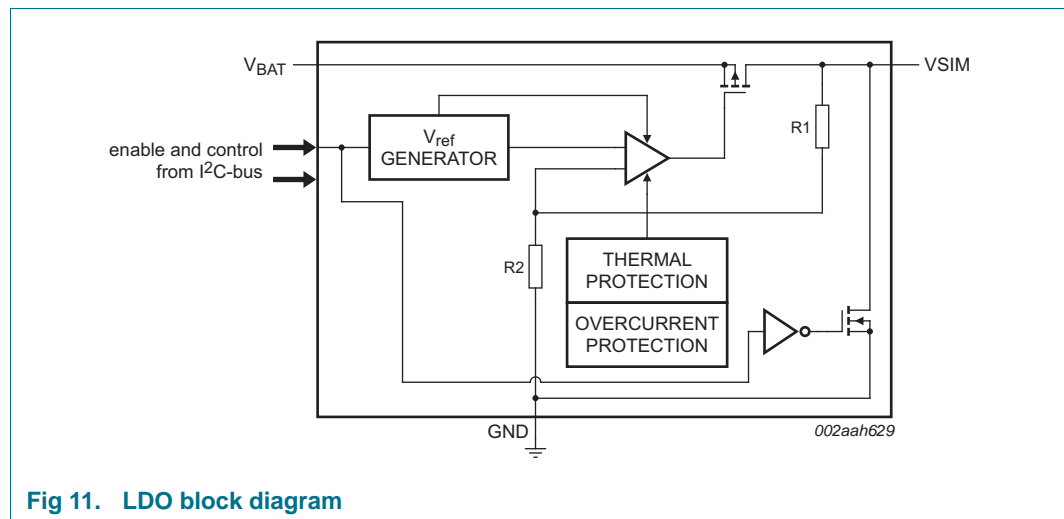 VBAT
VSIM
R1
Vref
GENERATOR
enable and control
from I2C-bus
R2
THERMAL
PROTECTION
OVERCURRENT
PROTECTION
GND
002aah629
Fig 11. LDO block diagram